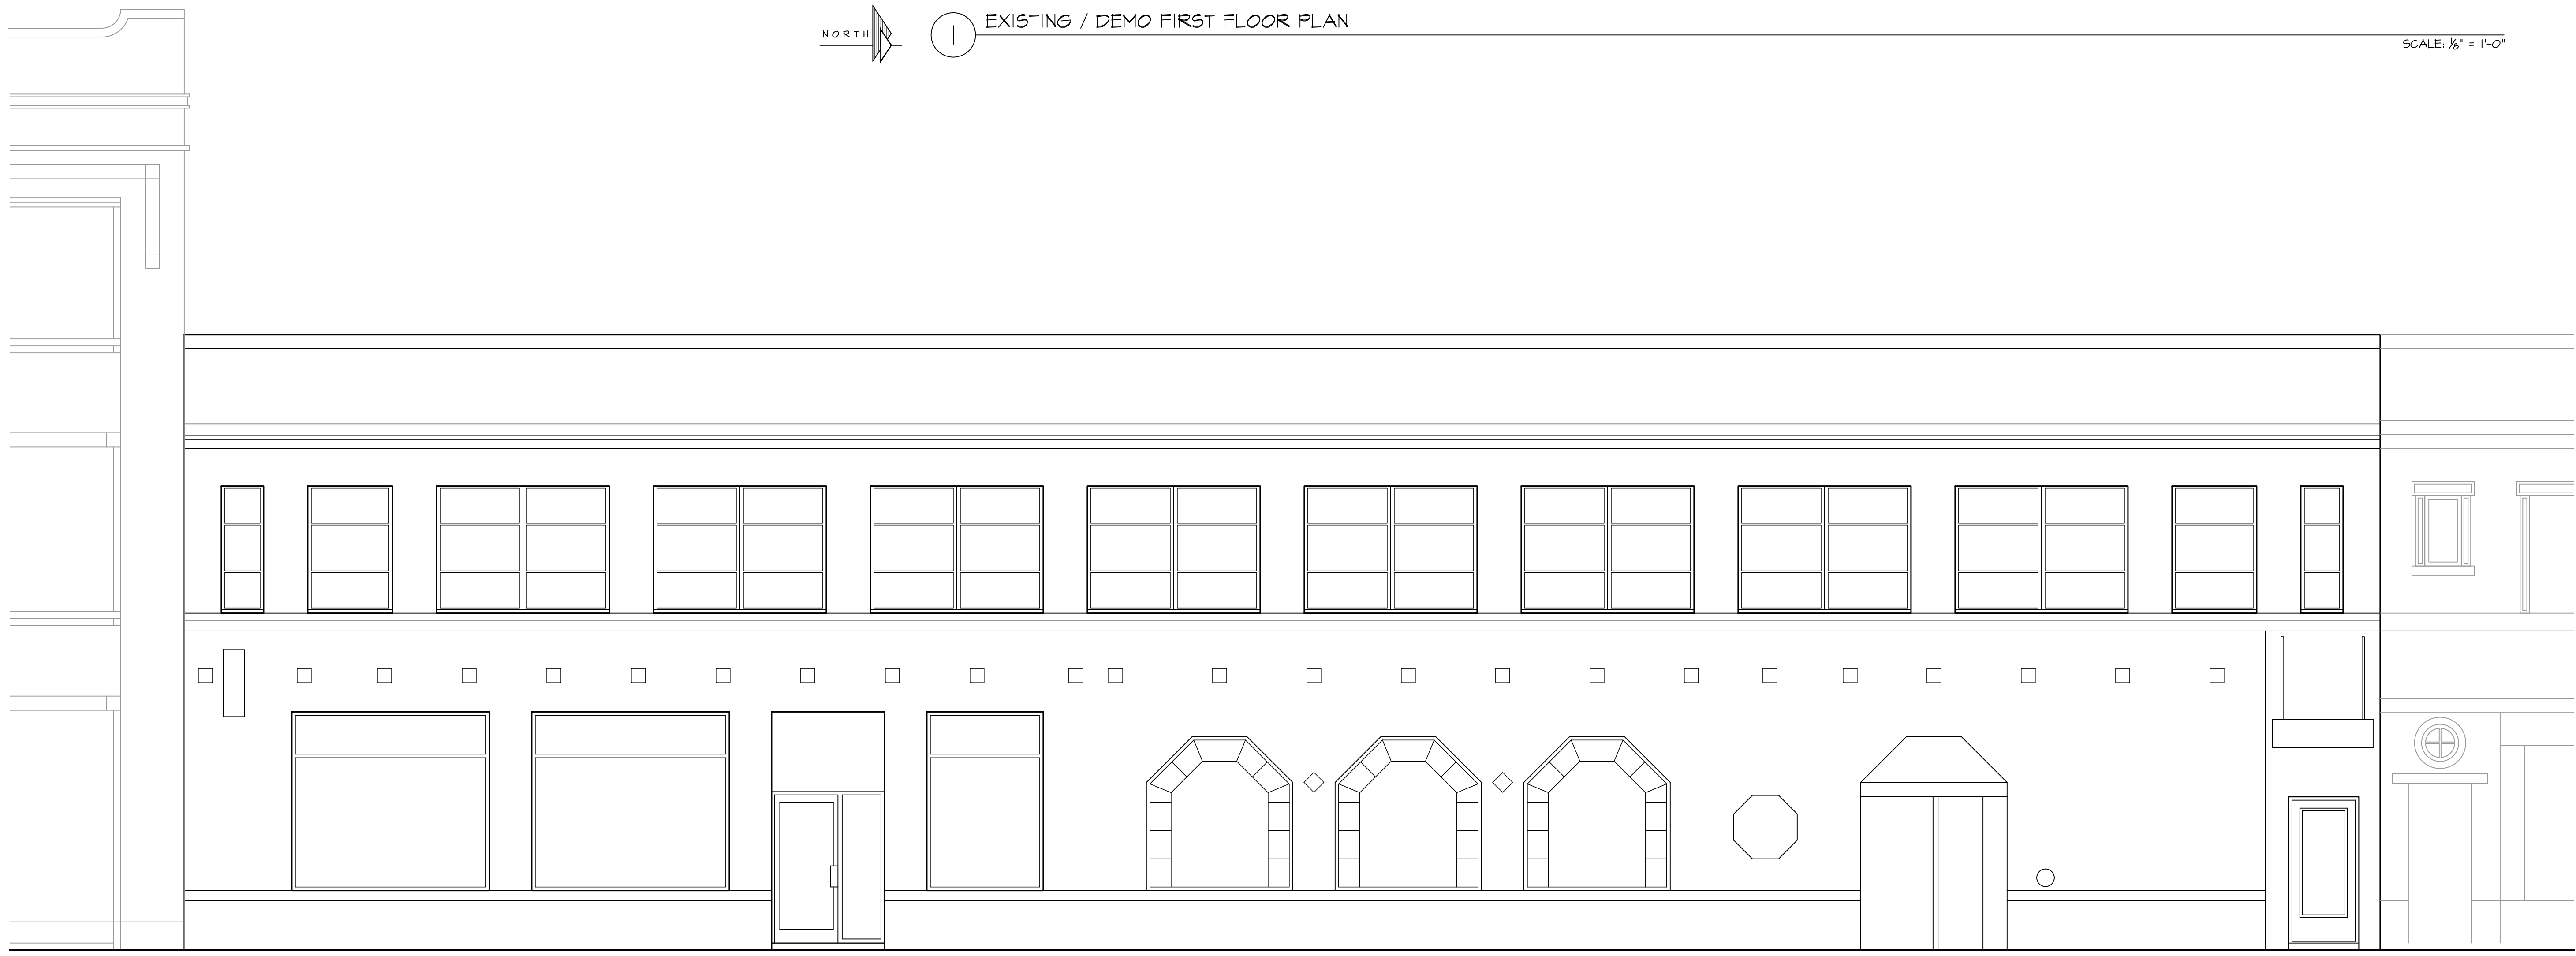 EXISTING / DEMO FIRST FLOOR PLAN
NORTH
1
SCALE: 1/8" = 1'-0"